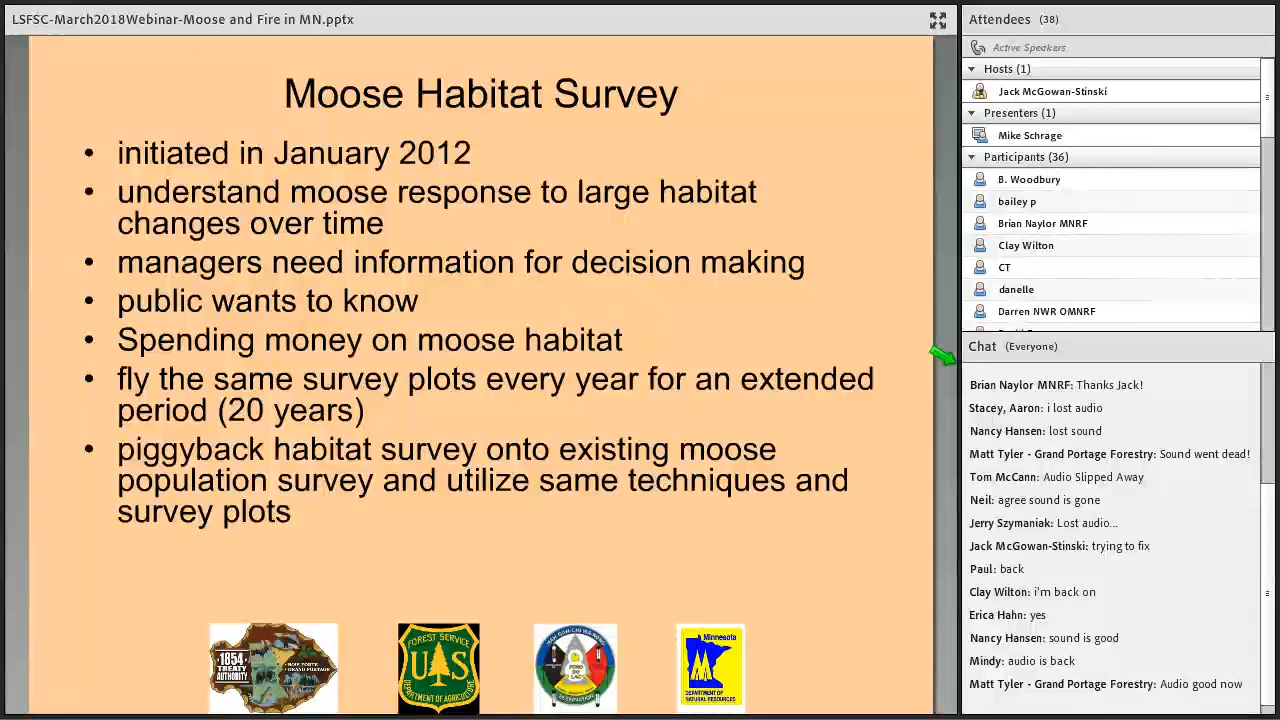 LSFSC-March2018Webinar-Moose and Fire in MN.pptx
Moose Habitat Survey
• initiated in January 2012
• understand moose response to large habitat
changes over time
• managers need information for decision making
• public wants to know
• Spending money on moose habitat
• fly the same survey plots every year for an extended
period (20 years)
• piggyback habitat survey onto existing moose
population survey and utilize same techniques and
survey plots
1854
TREATY
AUTHORITY
• BOIS FORTE
• GRAND PORTAGE
FOREST SERVICE
U S
DEPARTMENT OF AGRICULTURE
FOND
DU
LAC
RESERVATION
Minnesota
DEPARTMENT OF
NATURAL RESOURCES
Attendees (38)
Active Speakers
Hosts (1)
Jack McGowan-Stinski
Presenters (1)
Mike Schrage
Participants (36)
B. Woodbury
bailey p
Brian Naylor MNRF
Clay Wilton
CT
danelle
Darren NWR OMNRF
Chat (Everyone)
Brian Naylor MNRF: Thanks Jack!
Stacey, Aaron: i lost audio
Nancy Hansen: lost sound
Matt Tyler - Grand Portage Forestry: Sound went dead!
Tom McCann: Audio Slipped Away
Neil: agree sound is gone
Jerry Szymaniak: Lost audio...
Jack McGowan-Stinski: trying to fix
Paul: back
Clay Wilton: i'm back on
Erica Hahn: yes
Nancy Hansen: sound is good
Mindy: audio is back
Matt Tyler - Grand Portage Forestry: Audio good now